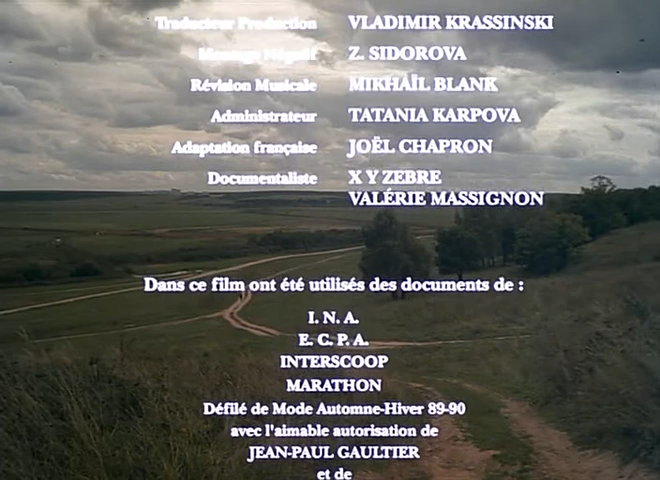 Traducteur Production VLADIMIR KRASSINSKI
Montage Négatif Z. SIDOROVA
Révision Musicale MIKHAÏL BLANK
Administrateur TATANIA KARPOVA
Adaptation française JOËL CHAPRON
Documentaliste X Y ZEBRE
VALÉRIE MASSIGNON
Dans ce film ont été utilisés des documents de :
I. N. A.
E. C. P. A.
INTERSCOOP
MARATHON
Défilé de Mode Automne-Hiver 89-90
avec l'aimable autorisation de
JEAN-PAUL GAULTIER
et de